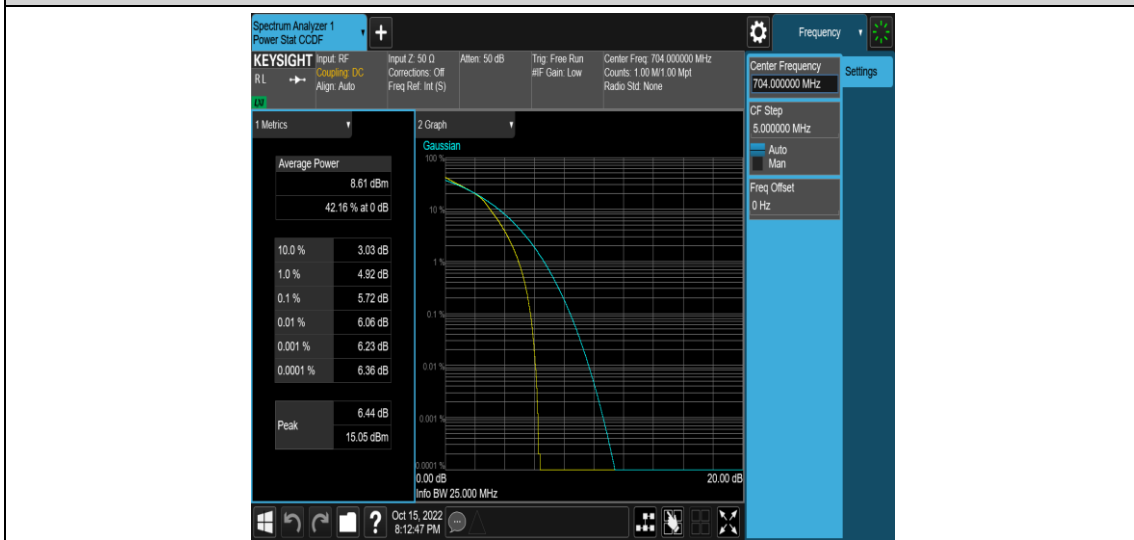 Spectrum Analyzer 1
Power Stat CCDF
+
Frequency
KEYSIGHT
RL
LNI
Input: RF
Coupling: DC
Align: Auto
Input Z: 50 Ω
Corrections: Off
Freq Ref: Int (S)
Atten: 50 dB
Trig: Free Run
#IF Gain: Low
Center Freq: 704.000000 MHz
Counts: 1.00 M/1.00 Mpt
Radio Std: None
Center Frequency
704.000000 MHz
Settings
CF Step
5.000000 MHz
Auto
Man
Freq Offset
0 Hz
1 Metrics
Average Power
8.61 dBm
42.16 % at 0 dB
10.0 % 3.03 dB
1.0 % 4.92 dB
0.1 % 5.72 dB
0.01 % 6.06 dB
0.001 % 6.23 dB
0.0001 % 6.36 dB
Peak
6.44 dB
15.05 dBm
2 Graph
Gaussian
100 %
10 %
1 %
0.1 %
0.01 %
0.001 %
0.0001 %
0.00 dB
20.00 dB
Info BW 25.000 MHz
?
Oct 15, 2022
8:12:47 PM